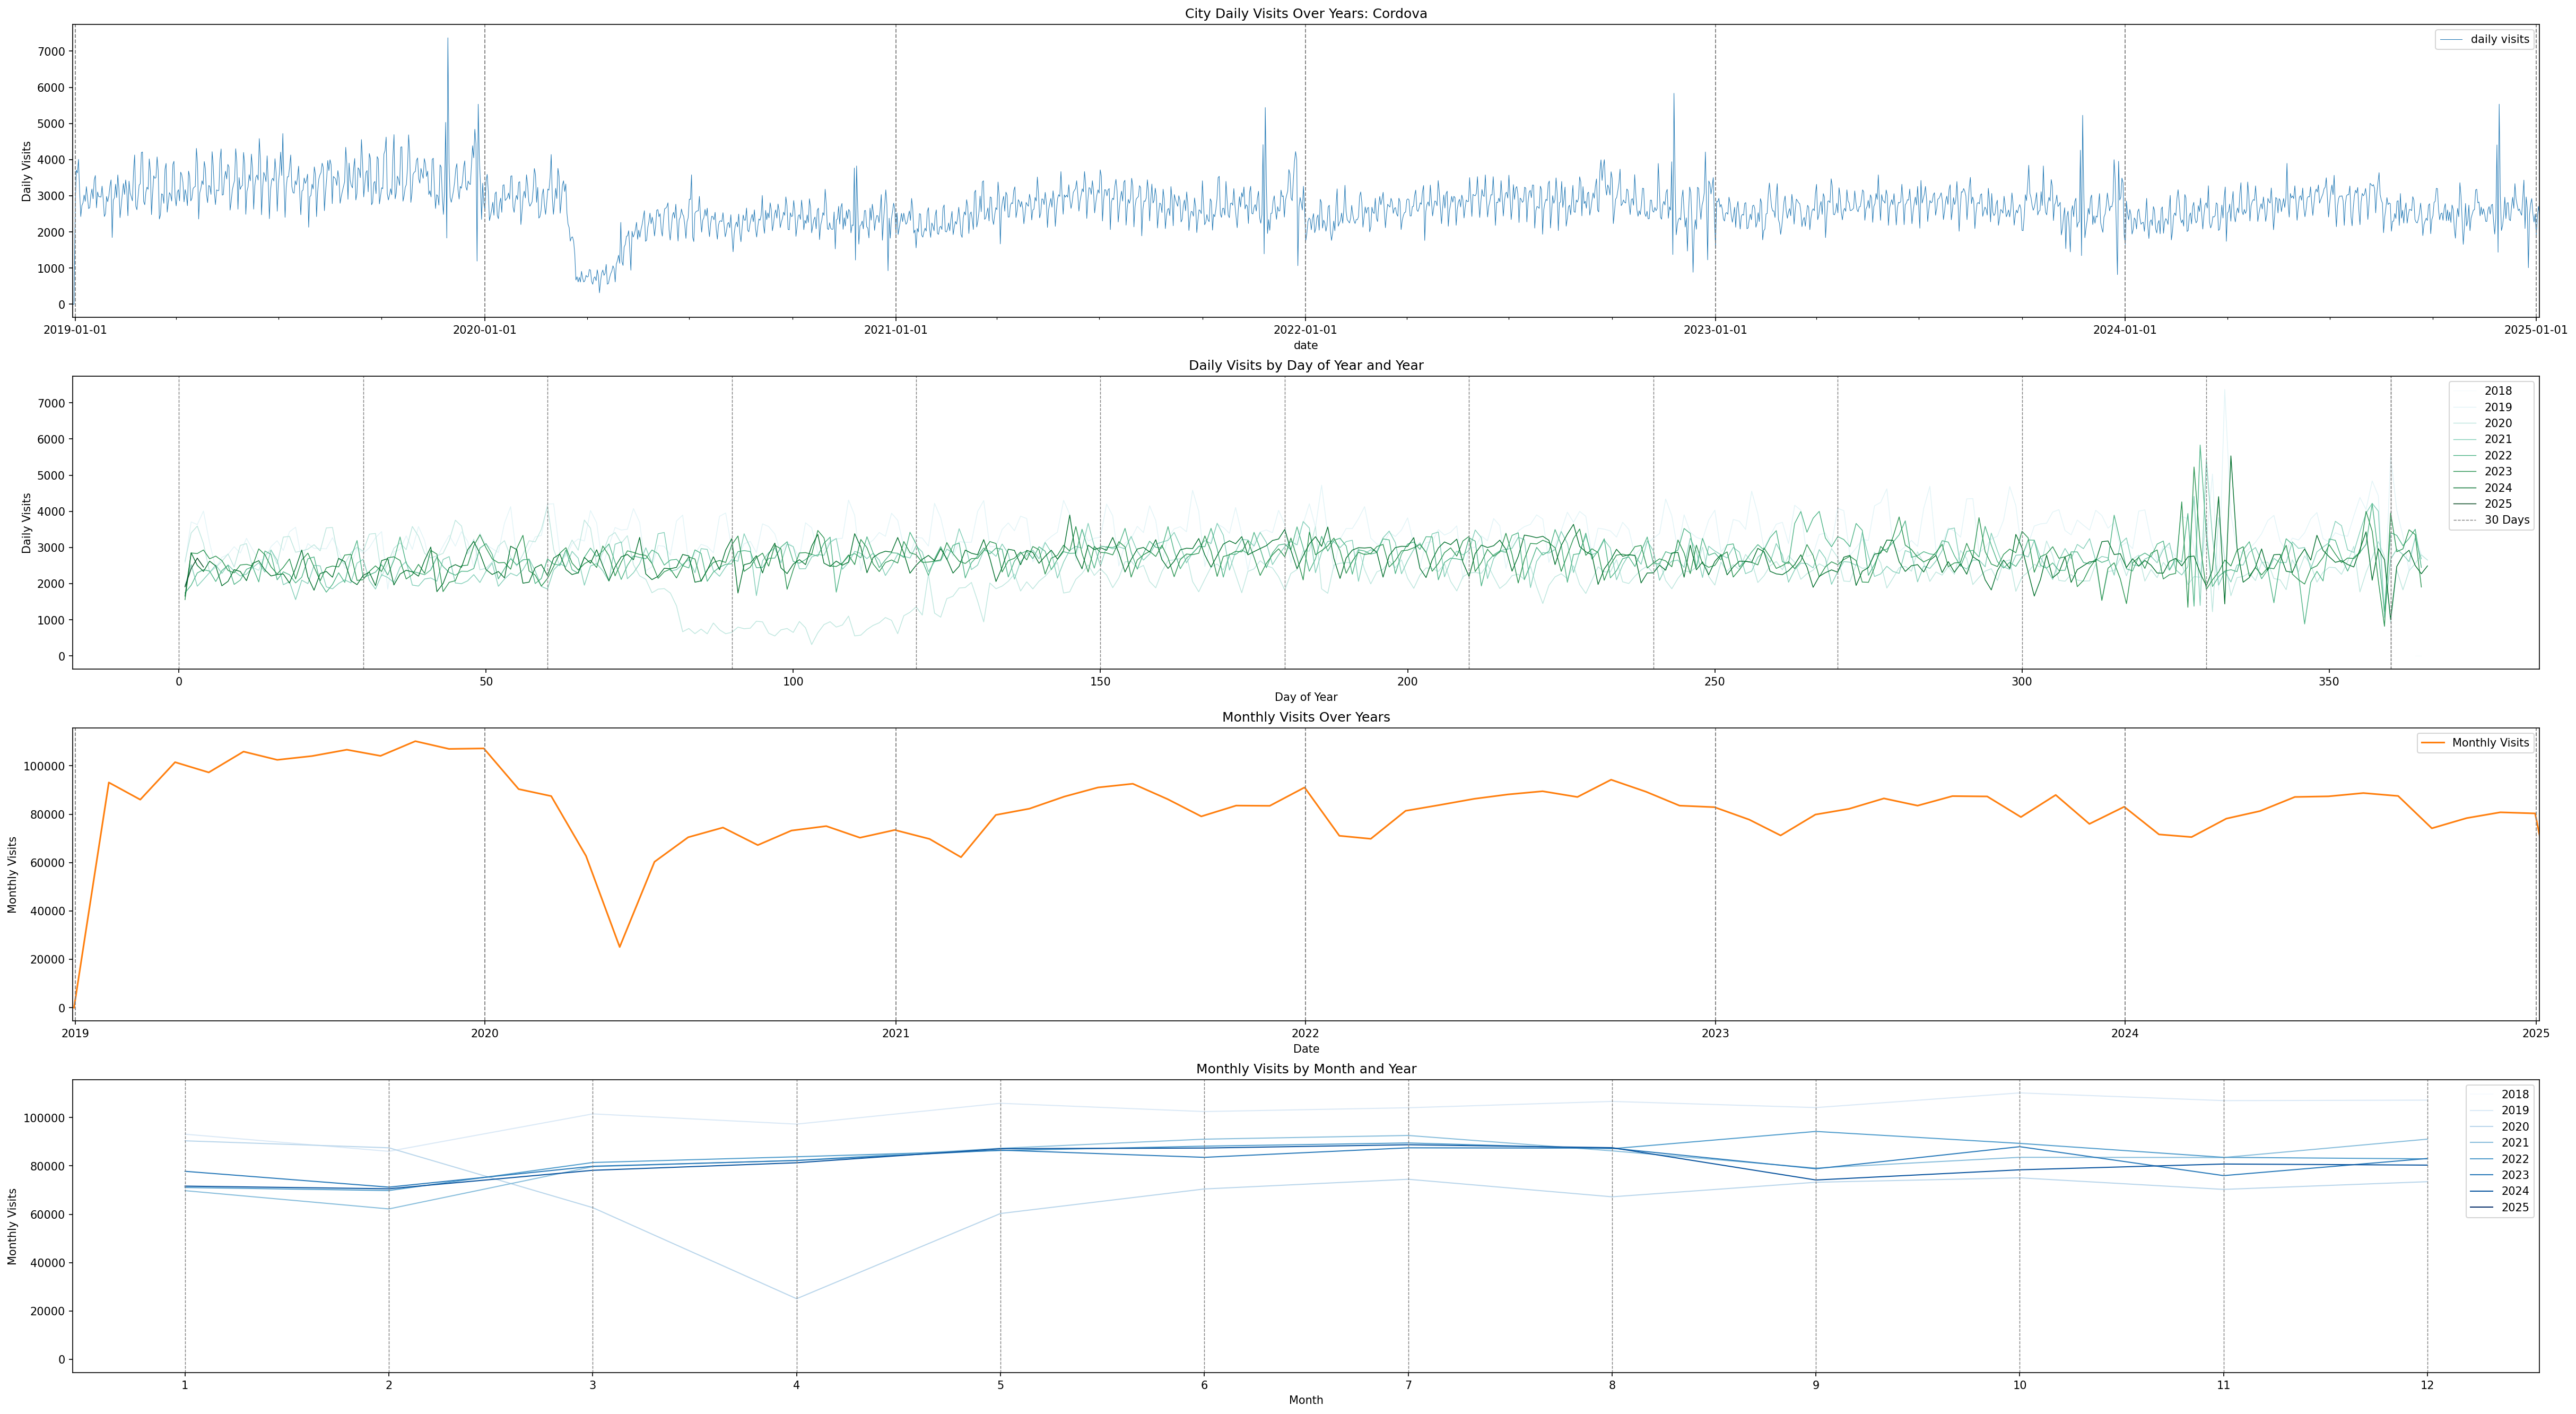 City Daily Visits Over Years: Cordova
daily visits
7000
6000
5000
4000
3000
2000
1000
0
Daily Visits
2019-01-01 2020-01-01 2021-01-01 2022-01-01 2023-01-01 2024-01-01 2025-01-01
date
Daily Visits by Day of Year and Year
2018
2019
2020
2021
2022
2023
2024
2025
30 Days
7000
6000
5000
4000
3000
2000
1000
0
Daily Visits
0 50 100 150 200 250 300 350
Day of Year
Monthly Visits Over Years
Monthly Visits
100000
80000
60000
40000
20000
0
Monthly Visits
2019 2020 2021 2022 2023 2024 2025
Date
Monthly Visits by Month and Year
2018
2019
2020
2021
2022
2023
2024
2025
100000
80000
60000
40000
20000
0
Monthly Visits
1 2 3 4 5 6 7 8 9 10 11 12
Month